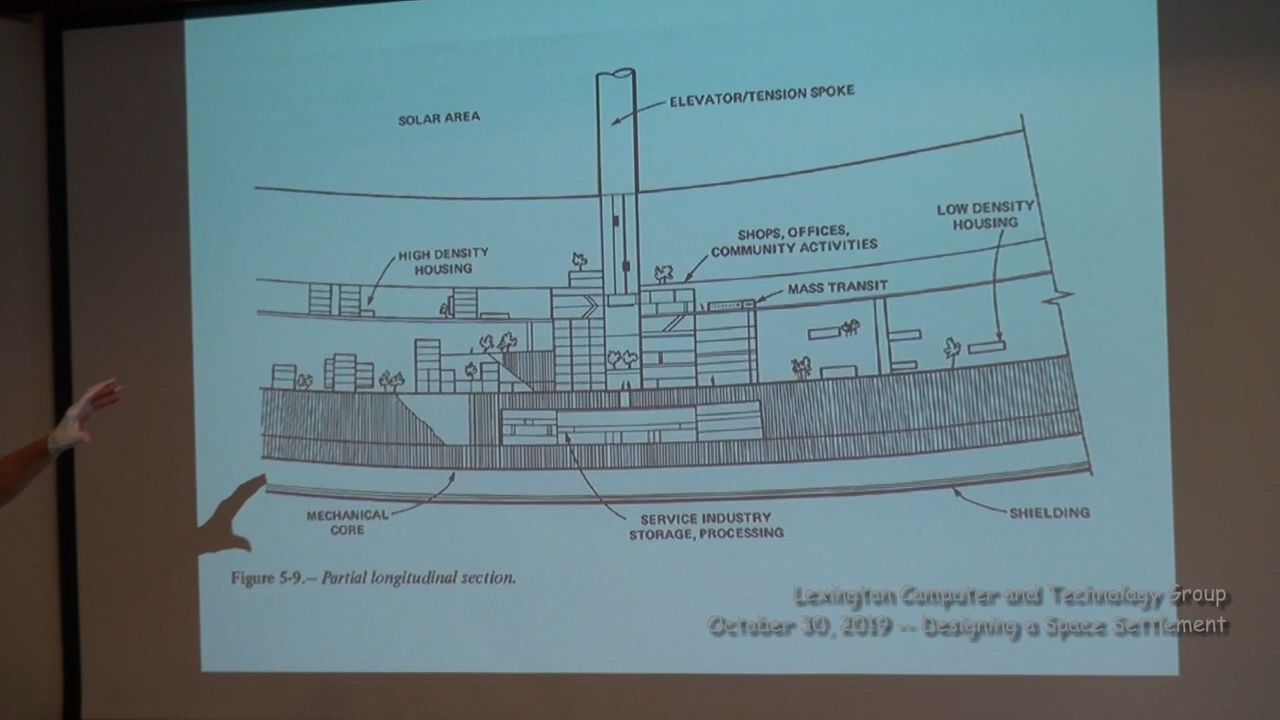 ELEVATOR/TENSION SPOKE
SOLAR AREA
LOW DENSITY
HOUSING
SHOPS, OFFICES,
COMMUNITY ACTIVITIES
HIGH DENSITY
HOUSING
MASS TRANSIT
MECHANICAL
CORE
SERVICE INDUSTRY
STORAGE, PROCESSING
SHIELDING
Figure 5-9.— Partial longitudinal section.
Lexington Computer and Technology Group
October 30, 2019 -- Designing a Space Settlement